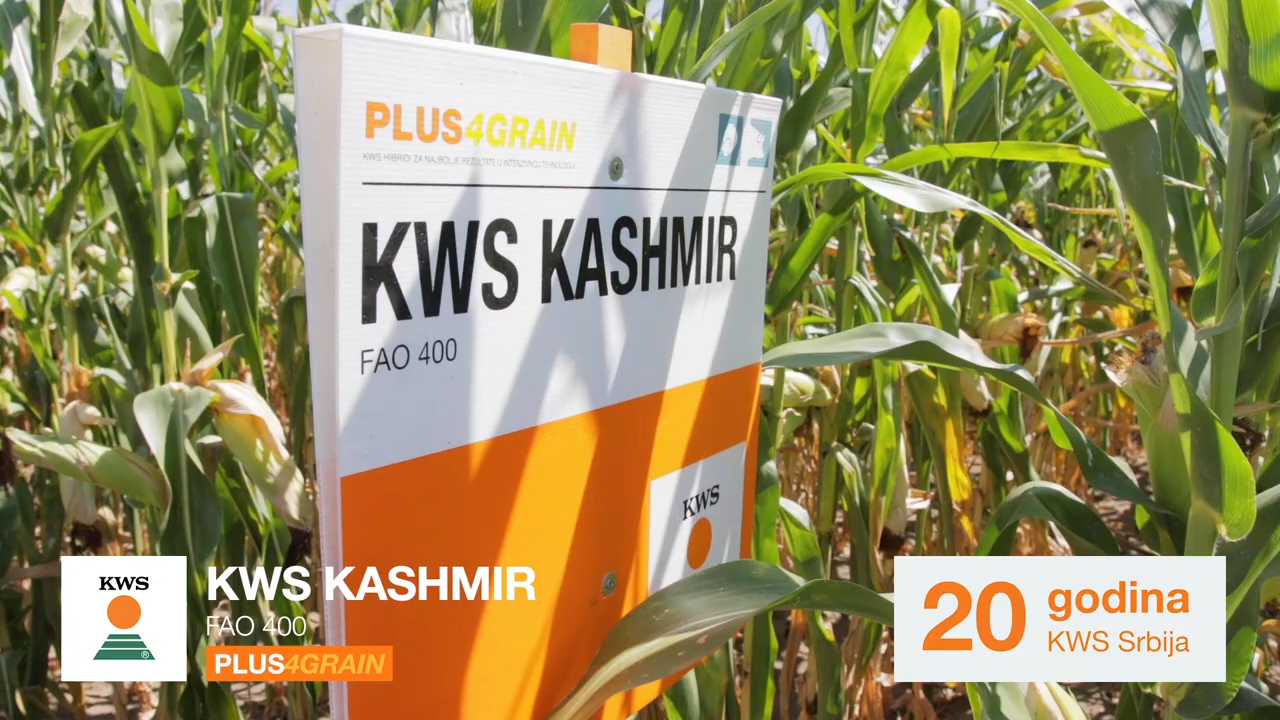 PLUS4GRAIN
KWS HIBRIDI ZA NAJBOLJE REZULTATE U INTENZIVNOJ TEHNOLOGIJI
KWS KASHMIR
FAO 400
KWS
KWS
®
KWS KASHMIR
FAO 400
PLUS4GRAIN
20 godina
KWS Srbija